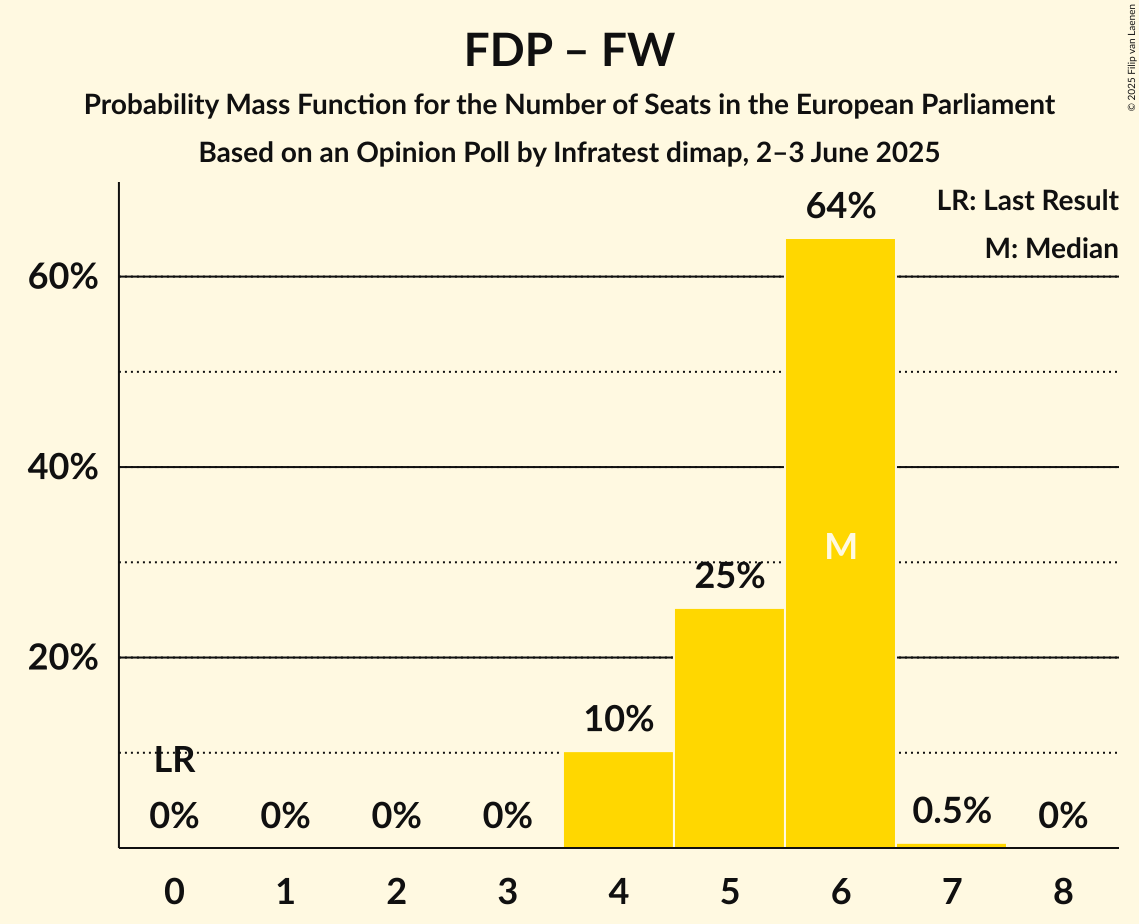 FDP – FW
Probability Mass Function for the Number of Seats in the European Parliament
Based on an Opinion Poll by Infratest dimap, 2–3 June 2025
© 2025 Filip van Laenen
LR: Last Result
M: Median
64%
60%
40%
M
25%
20%
10%
LR
0% 0% 0% 0% 0.5% 0%
0 1 2 3 4 5 6 7 8